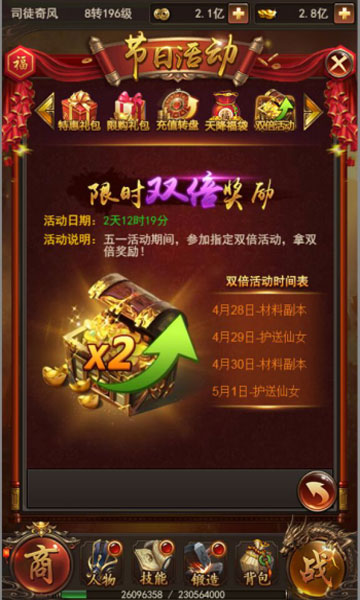 司徒奇风 8转196级 2.1亿 2.8亿
福 节日活动
特惠礼包 限购礼包 充值转盘 天降福袋 双倍活动
限时双倍奖励
活动日期：2天12时19分
活动说明：五一活动期间，参加指定双倍活动，拿双
倍奖励！
双倍活动时间表
x2
4月28日-材料副本
4月29日-护送仙女
4月30日-材料副本
5月1日-护送仙女
商 人物 技能 锻造 背包 战
26096358 / 230564000